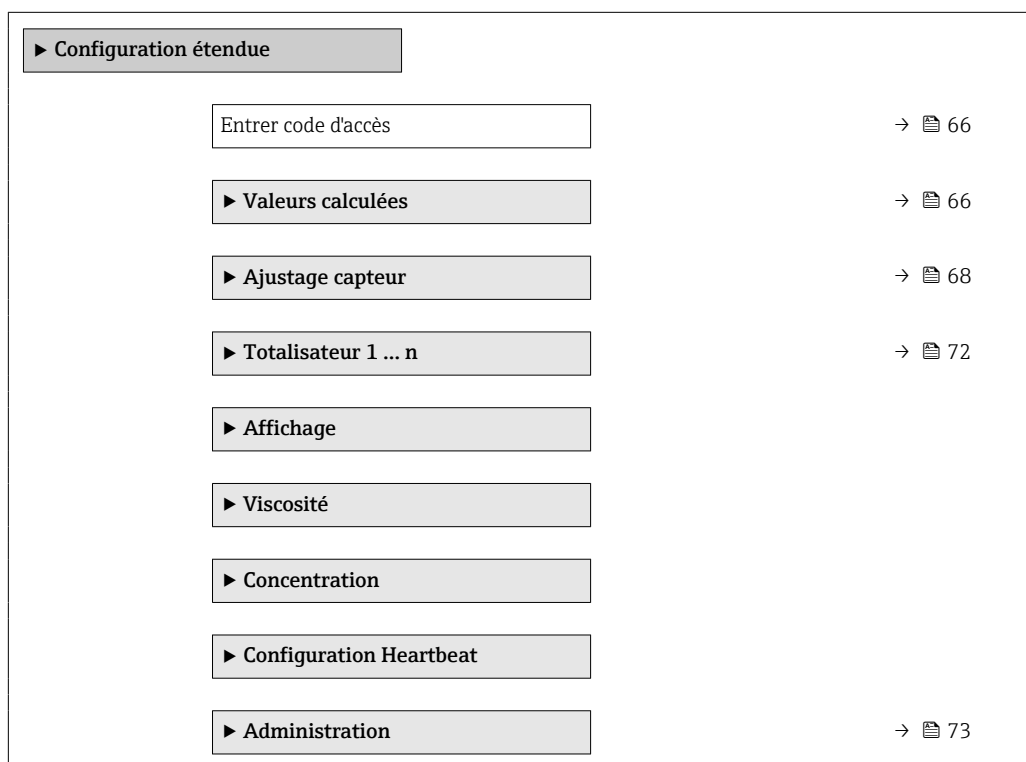 ► Configuration étendue
Entrer code d'accès → 66
► Valeurs calculées → 66
► Ajustage capteur → 68
► Totalisateur 1 ... n → 72
► Affichage
► Viscosité
► Concentration
► Configuration Heartbeat
► Administration → 73